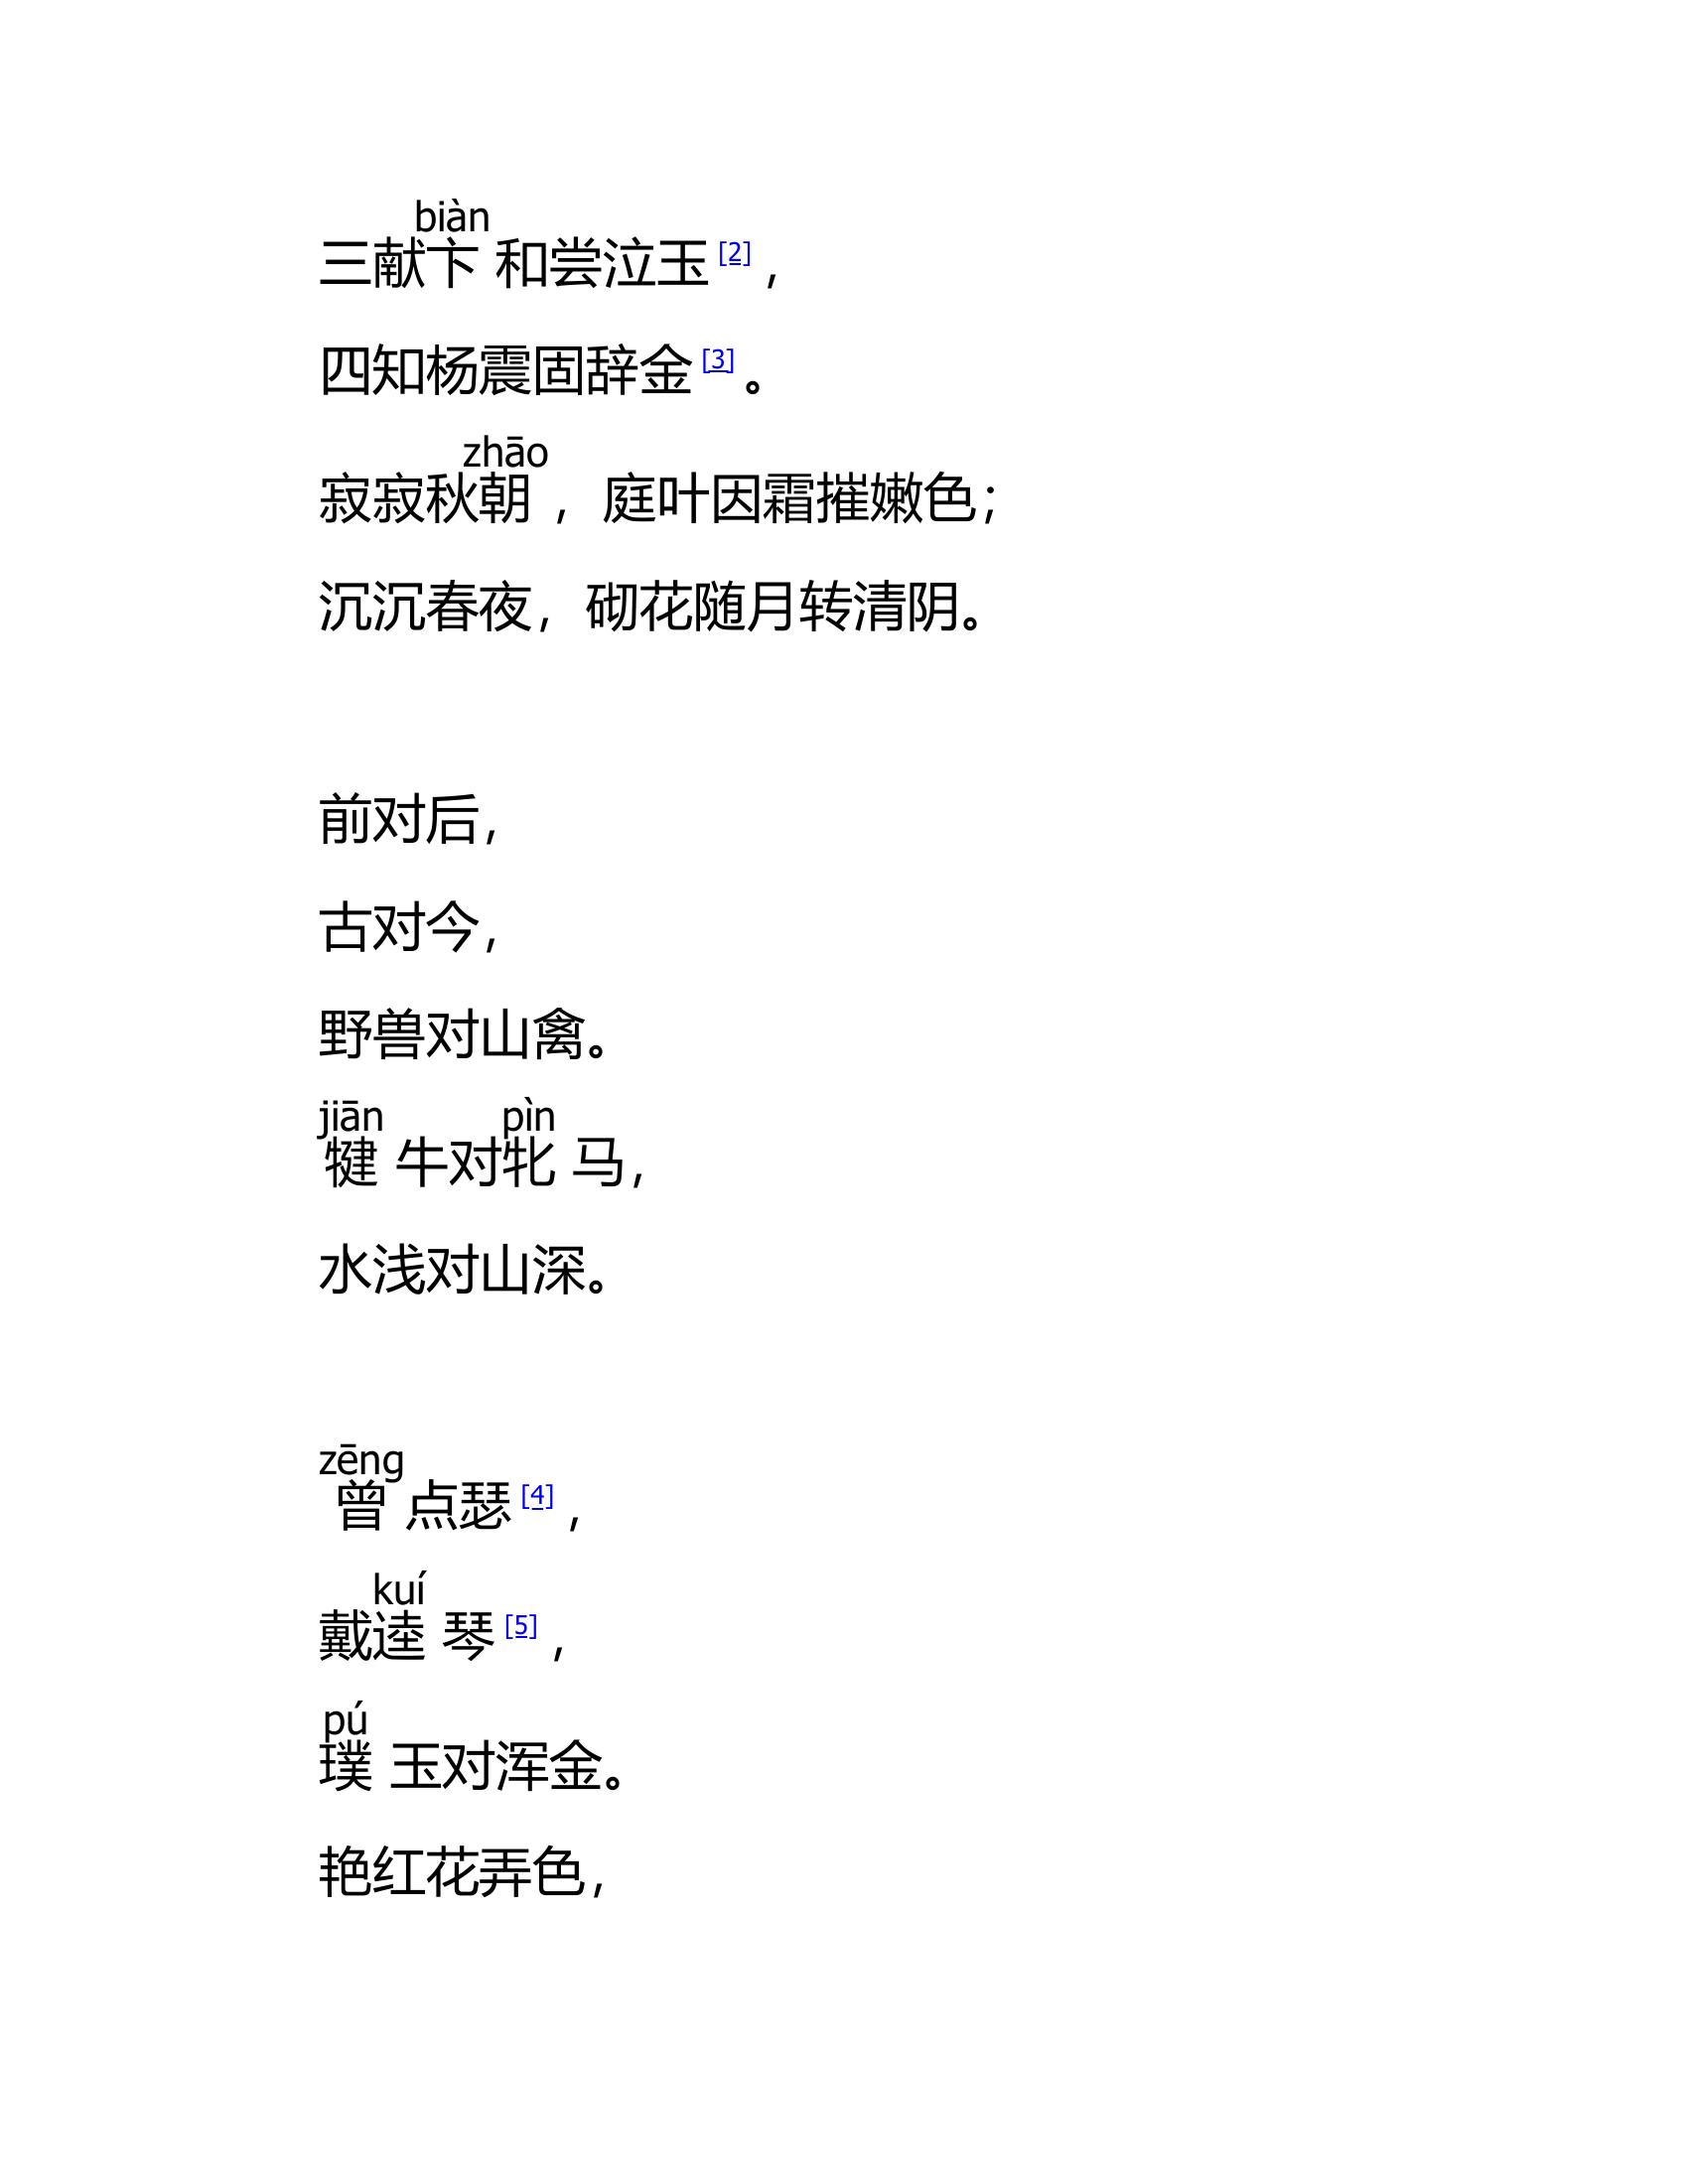 biàn
三献卞 和尝泣玉[2]，
四知杨震固辞金[3]。
zhāo
寂寂秋朝，庭叶因霜摧嫩色；
沉沉春夜，砌花随月转清阴。
前对后，
古对今，
野兽对山禽。
jiān pìn
犍 牛对牝 马，
水浅对山深。
zēng
曾 点瑟[4]，
kuí
戴逵 琴[5]，
pú
璞 玉对浑金。
艳红花弄色，